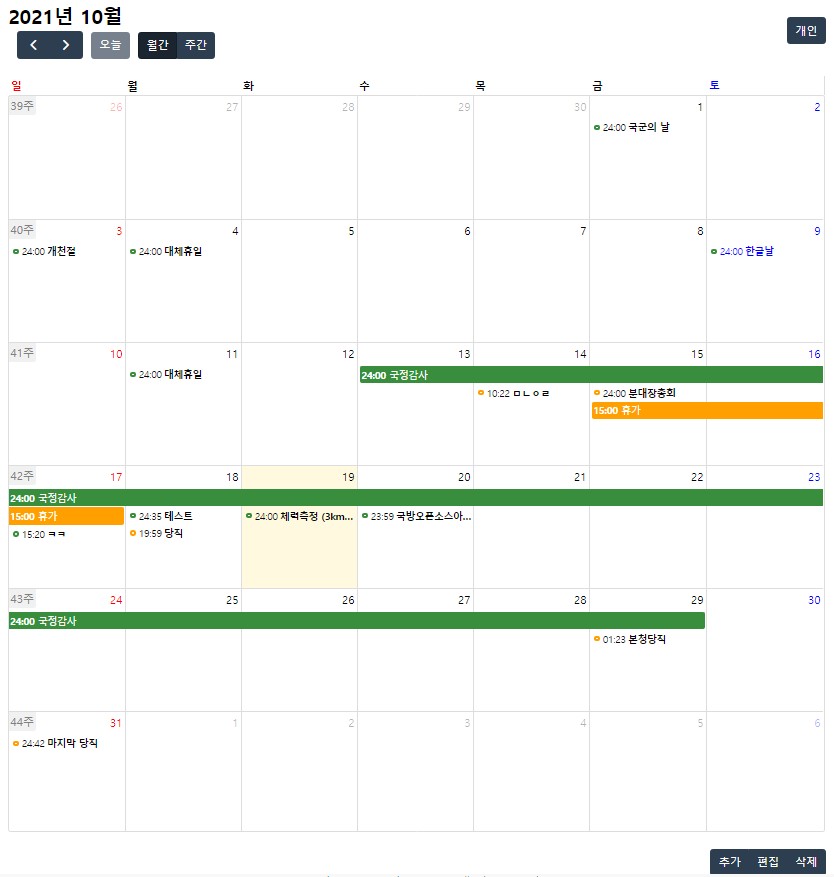 2021년 10월
오늘 월간 주간 개인
일 월 화 수 목 금 토
39주 26 27 28 29 30 1 2
24:00 국군의 날
40주 3 4 5 6 7 8 9
24:00 개천절 24:00 대체휴일 24:00 한글날
41주 10 11 12 13 14 15 16
24:00 대체휴일 24:00 국정감사
10:22 ㅁㄴㅇㄹ 24:00 분대장총회
15:00 휴가
42주 17 18 19 20 21 22 23
24:00 국정감사
15:00 휴가 24:35 테스트 24:00 체력측정 (3km... 23:59 국방오픈소스아...
15:20 ㅋㅋ 19:59 당직
43주 24 25 26 27 28 29 30
24:00 국정감사
01:23 본청당직
44주 31 1 2 3 4 5 6
24:42 마지막 당직
추가 편집 삭제